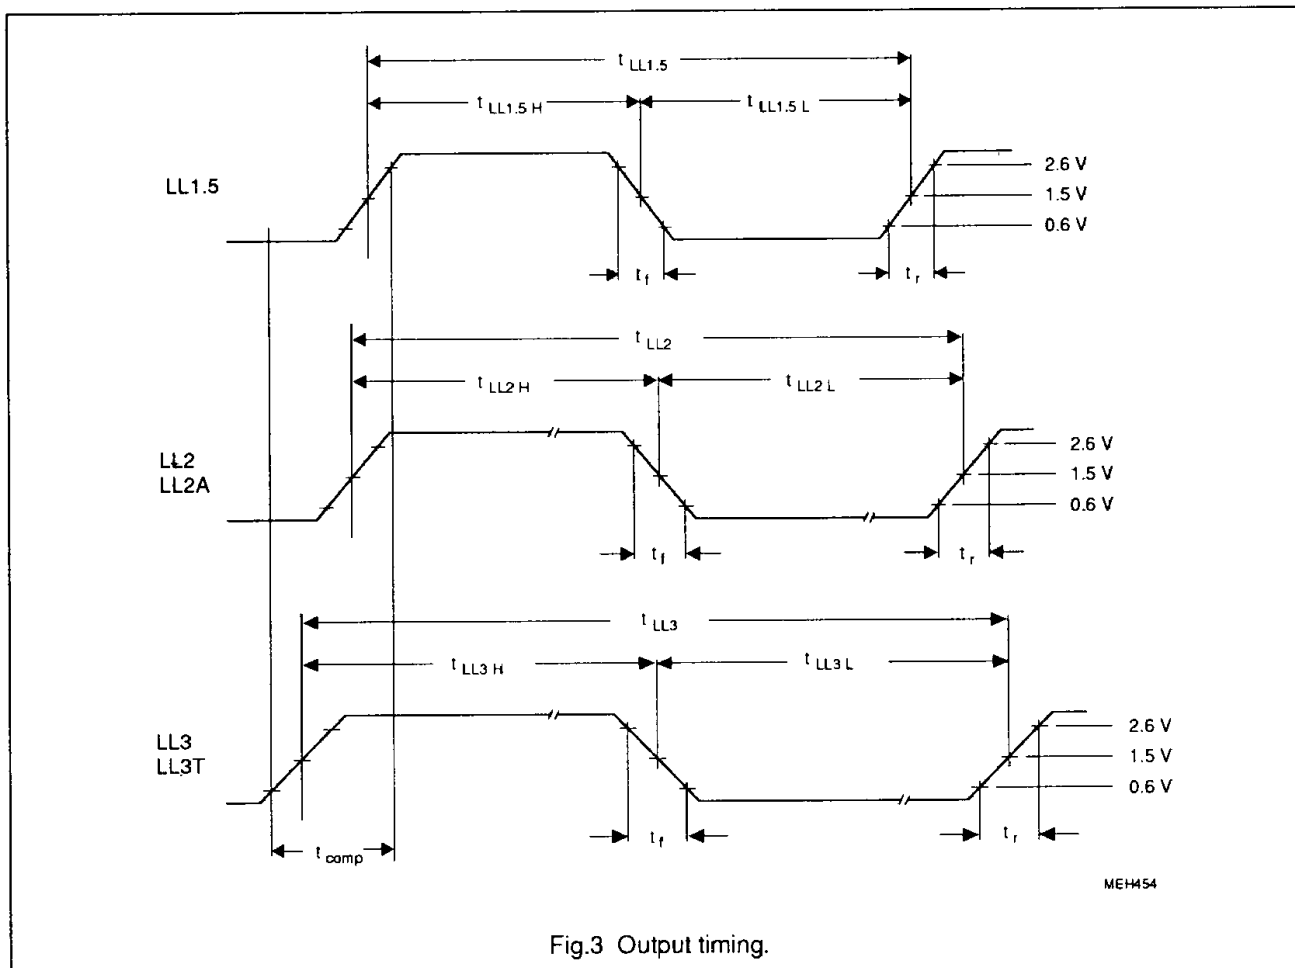 t LL1.5
t LL1.5 H
t LL1.5 L
LL1.5
2.6 V
1.5 V
0.6 V
t f
t r
t LL2
t LL2 H
t LL2 L
LL2
LL2A
2.6 V
1.5 V
0.6 V
t f
t r
t LL3
t LL3 H
t LL3 L
LL3
LL3T
2.6 V
1.5 V
0.6 V
t comp
t f
t r
MEH454
Fig.3 Output timing.